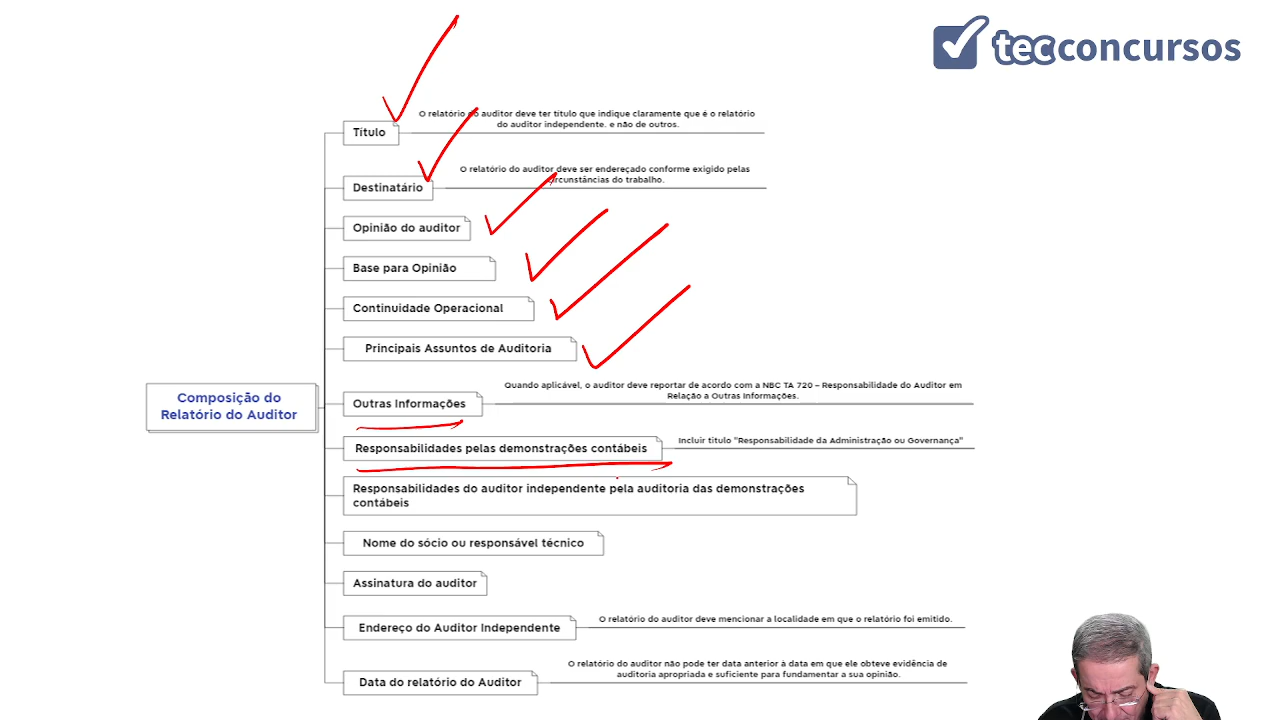 tecconcursos
O relatório do auditor deve ter título que indique claramente que é o relatório
do auditor independente. e não de outros.
Título
O relatório do auditor deve ser endereçado conforme exigido pelas
circunstâncias do trabalho.
Destinatário
Opinião do auditor
Base para Opinião
Continuidade Operacional
Principais Assuntos de Auditoria
Composição do
Relatório do Auditor
Quando aplicável, o auditor deve reportar de acordo com a NBC TA 720 – Responsabilidade do Auditor em
Relação a Outras Informações.
Outras Informações
Responsabilidades pelas demonstrações contábeis
Incluir título "Responsabilidade da Administração ou Governança"
Responsabilidades do auditor independente pela auditoria das demonstrações
contábeis
Nome do sócio ou responsável técnico
Assinatura do auditor
Endereço do Auditor Independente
O relatório do auditor deve mencionar a localidade em que o relatório foi emitido.
Data do relatório do Auditor
O relatório do auditor não pode ter data anterior à data em que ele obteve evidência de
auditoria apropriada e suficiente para fundamentar a sua opinião.